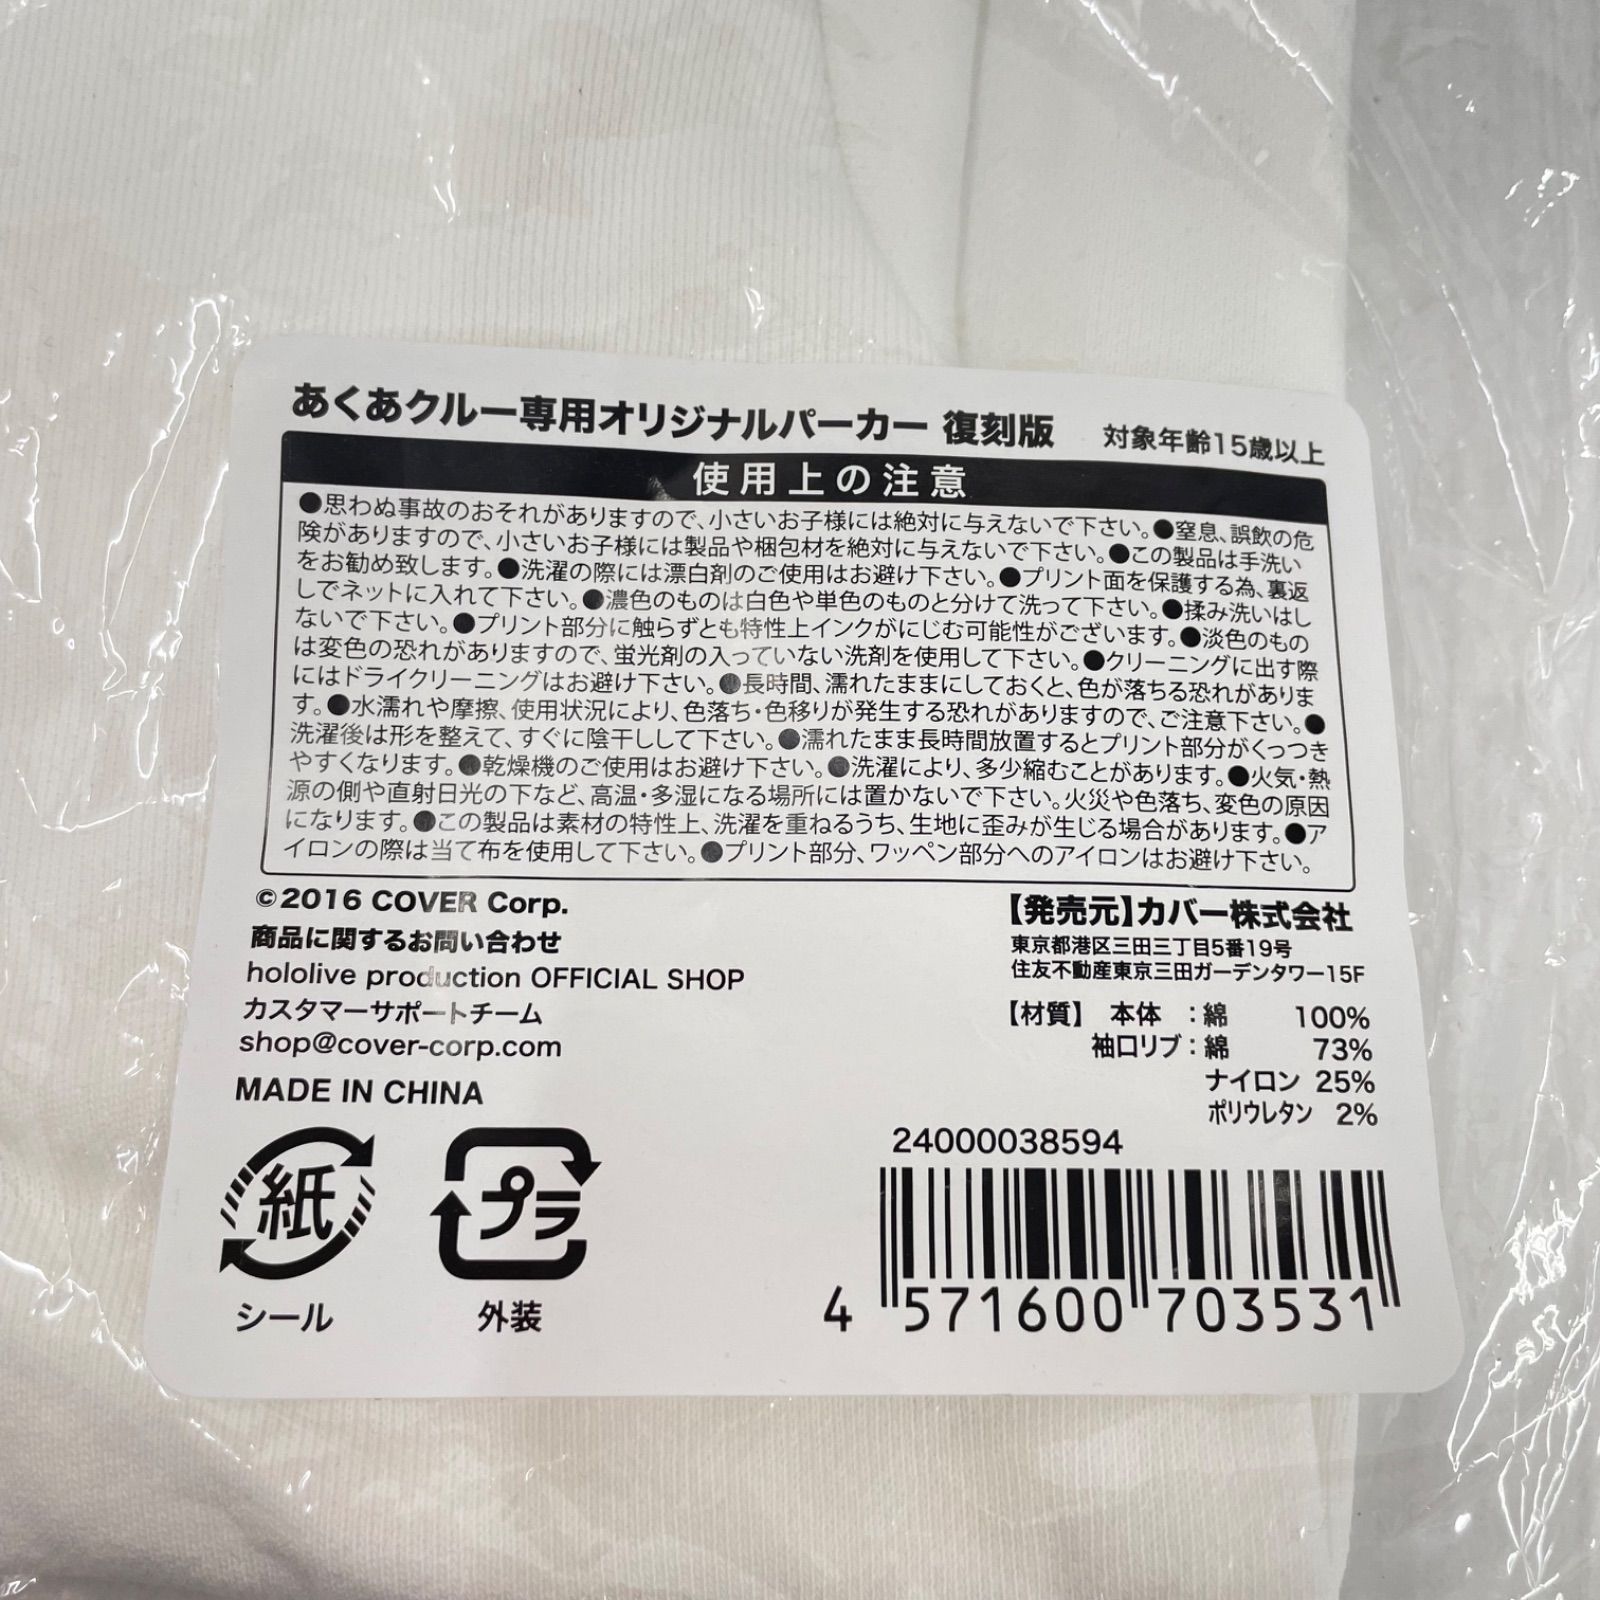 あくあクルー専用オリジナルパーカー 復刻版
対象年齢15歳以上
使用上の注意
●思わぬ事故のおそれがありますので、小さいお子様には絶対に与えないで下さい。●窒息、誤飲の危
険がありますので、小さいお子様には製品や梱包材を絶対に与えないで下さい。●この製品は手洗い
をお勧め致します。●洗濯の際には漂白剤のご使用はお避け下さい。●プリント面を保護する為、裏返
しでネットに入れて下さい。●濃色のものは白色や単色のものと分けて洗って下さい。●揉み洗いはし
ないで下さい。●プリント部分に触らずとも特性上インクがにじむ可能性がございます。●淡色のもの
は変色の恐れがありますので、蛍光剤の入っていない洗剤を使用して下さい。●クリーニングに出す際
にはドライクリーニングはお避け下さい。●長時間、濡れたままにしておくと、色が落ちる恐れがありま
す。●水濡れや摩擦、使用状況により、色落ち・色移りが発生する恐れがありますので、ご注意下さい。●
洗濯後は形を整えて、すぐに陰干しして下さい。●濡れたまま長時間放置するとプリント部分がくっつき
やすくなります。●乾燥機のご使用はお避け下さい。●洗濯により、多少縮むことがあります。●火気・熱
源の側や直射日光の下など、高温・多湿になる場所には置かないで下さい。火災や色落ち、変色の原因
になります。●この製品は素材の特性上、洗濯を重ねるうち、生地に歪みが生じる場合があります。●ア
イロンの際は当て布を使用して下さい。●プリント部分、ワッペン部分へのアイロンはお避け下さい。
©2016 COVER Corp.
商品に関するお問い合わせ
hololive production OFFICIAL SHOP
カスタマーサポートチーム
shop@cover-corp.com
MADE IN CHINA
【発売元】カバー株式会社
東京都港区三田三丁目5番19号
住友不動産東京三田ガーデンタワー15F
【材質】 本体 :綿 100%
袖口リブ:綿 73%
ナイロン 25%
ポリウレタン 2%
紙
シール
プラ
外装
24000038594
4 571600 703531